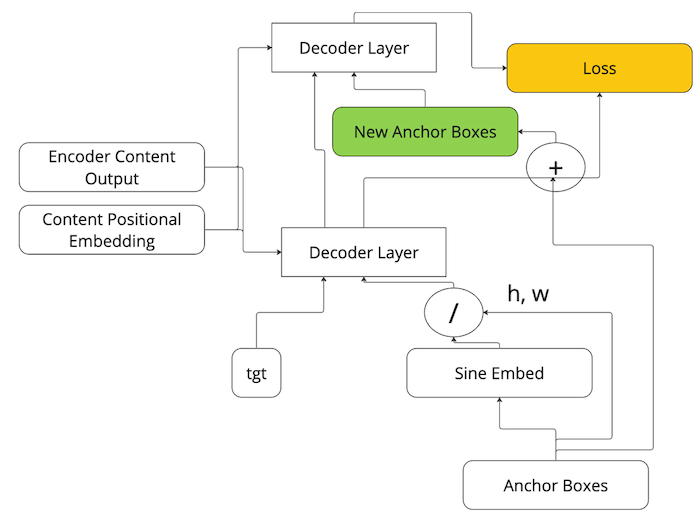 Decoder Layer
Loss
New Anchor Boxes
+
Encoder Content
Output
Content Positional
Embedding
Decoder Layer
h, w
/
tgt
Sine Embed
Anchor Boxes